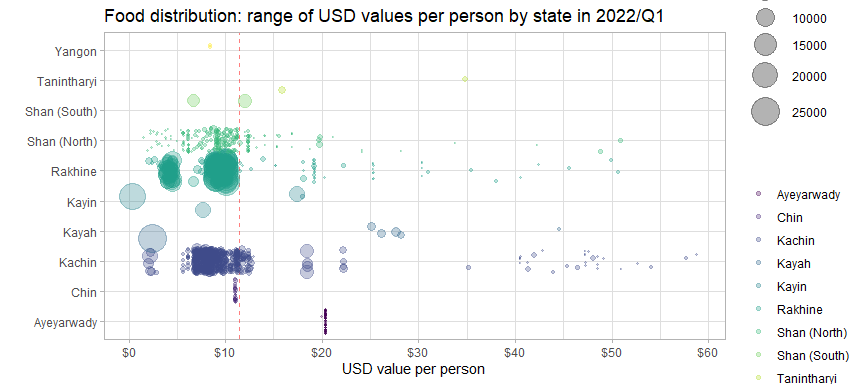 Food distribution: range of USD values per person by state in 2022/Q1
Yangon
Tanintharyi
Shan (South)
Shan (North)
Rakhine
Kayin
Kayah
Kachin
Chin
Ayeyarwady
$0 $10 $20 $30 $40 $50 $60
USD value per person
10000
15000
20000
25000
Ayeyarwady
Chin
Kachin
Kayah
Kayin
Rakhine
Shan (North)
Shan (South)
Tanintharyi